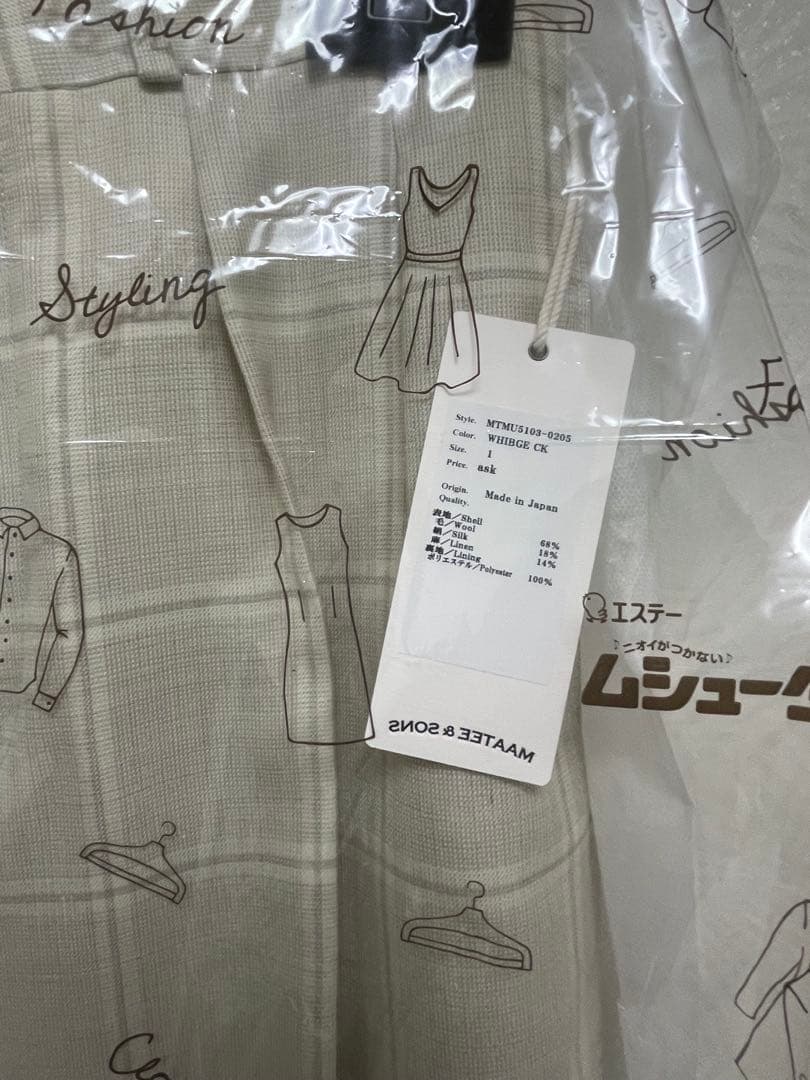 Fashion
Styling
Fashion
Style. MTMU5103-0205
Color. WHIBGE CK
Size. 1
Price. ask
Origin. Made in Japan
Quality.
表地/Shell
毛/Wool 68%
絹/Silk 18%
麻/Linen 14%
裏地/Lining
ポリエステル/Polyester 100%
MAATEE & SONS
エステー
♪ニオイがつかない♪
ムシューダ